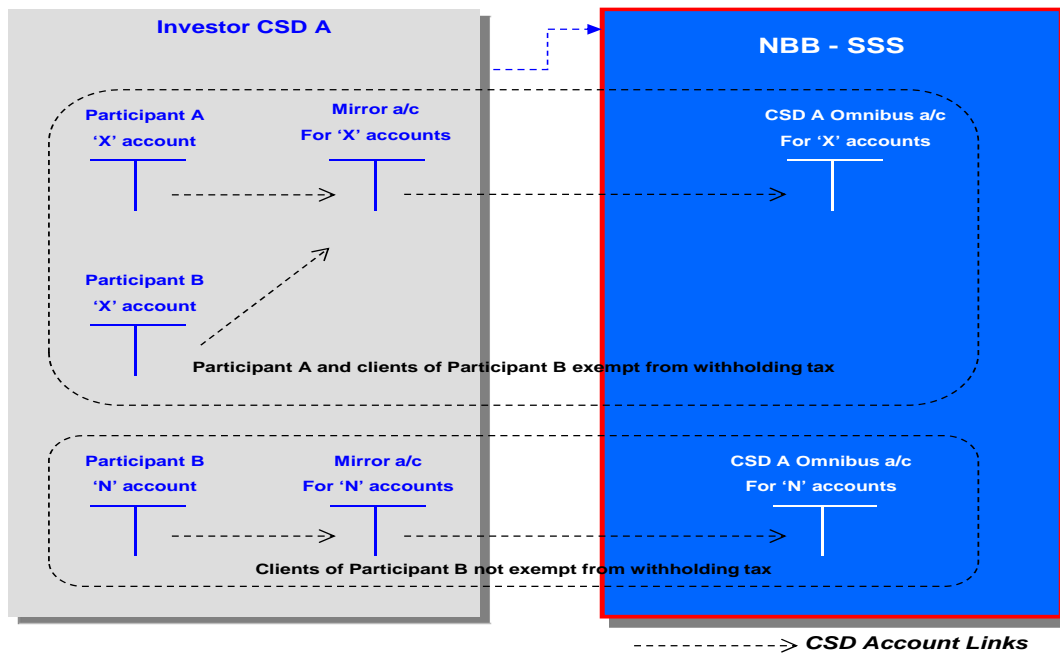 Investor CSD A
NBB - SSS
Participant A
‘X’ account
Mirror a/c
For ‘X’ accounts
CSD A Omnibus a/c
For ‘X’ accounts
Participant B
‘X’ account
Participant A and clients of Participant B exempt from withholding tax
Participant B
‘N’ account
Mirror a/c
For ‘N’ accounts
CSD A Omnibus a/c
For ‘N’ accounts
Clients of Participant B not exempt from withholding tax
CSD Account Links